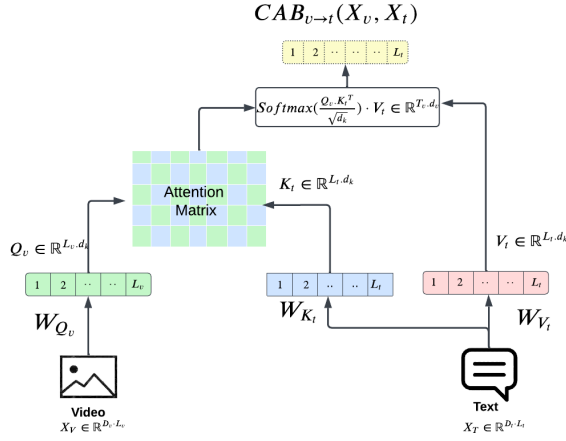 CAB_{v→t}(X_v, X_t)
1 2 ·· ·· ·· L_t
Softmax(\frac{Q_v.K_t^T}{\sqrt{d_k}}) · V_t ∈ ℝ^{T_v.d_v}
Attention
Matrix
K_t ∈ ℝ^{L_t.d_k}
Q_v ∈ ℝ^{L_v.d_k}
V_t ∈ ℝ^{L_t.d_k}
1 2 ·· ·· L_v
1 2 ·· ·· L_t
1 2 ·· ·· L_t
W_{Q_v}
W_{K_t}
W_{V_t}
Video
X_V ∈ ℝ^{D_v·L_v}
Text
X_T ∈ ℝ^{D_t·L_t}